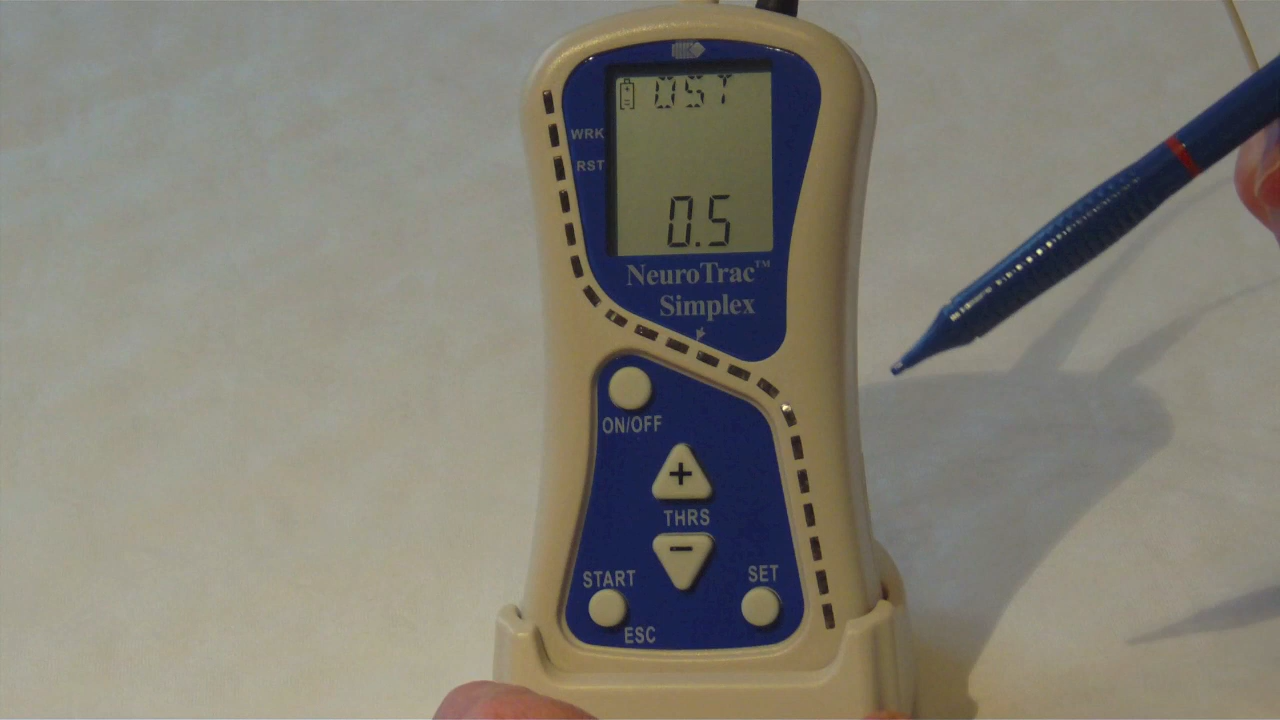 OST
WRK
RST
0.5
NeuroTrac™
Simplex
ON/OFF
+
THRS
−
START
SET
ESC